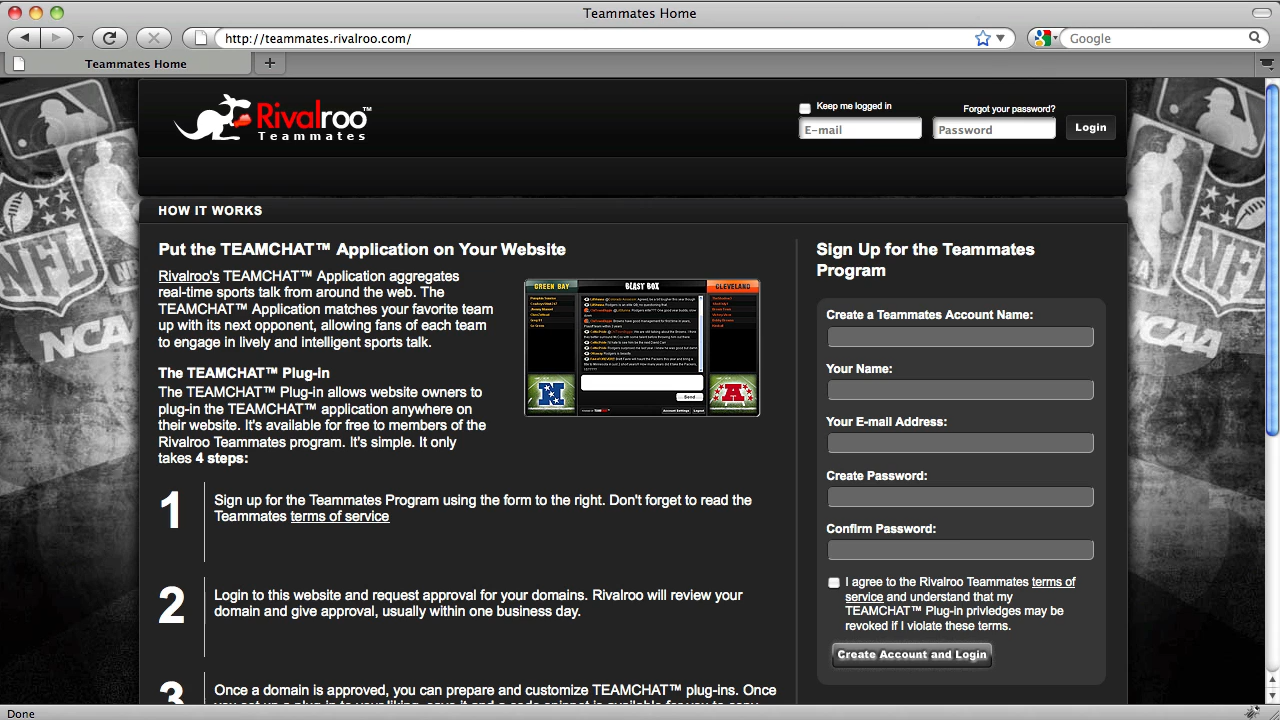 Teammates Home
http://teammates.rivalroo.com/
Google
Teammates Home
Rivalroo
Teammates
Keep me logged in
Forgot your password?
E-mail
Password
Login
HOW IT WORKS
Put the TEAMCHAT™ Application on Your Website
Rivalroo's TEAMCHAT™ Application aggregates
real-time sports talk from around the web. The
TEAMCHAT™ Application matches your favorite team
up with its next opponent, allowing fans from each team
to engage in lively and intelligent sports talk.
GREEN BAY
BEAST BOX
CLEVELAND
Send
Account Settings
Logout
The TEAMCHAT™ Plug-in
The TEAMCHAT™ Plug-in allows website owners to
plug-in the TEAMCHAT™ application anywhere on
their website. It's available for free to members of the
Rivalroo Teammates program. It's simple. It only
takes 4 steps:
1
Sign up for the Teammates Program using the form to the right. Don't forget to read the
Teammates terms of service
2
Login to this website and request approval for your domains. Rivalroo will review your
domain and give approval, usually within one business day.
3
Once a domain is approved, you can prepare and customize TEAMCHAT™ plug-ins. Once
Sign Up for the Teammates
Program
Create a Teammates Account Name:
Your Name:
Your E-mail Address:
Create Password:
Confirm Password:
I agree to the Rivalroo Teammates terms of
service and understand that my
TEAMCHAT™ Plug-in privledges may be
revoked if I violate these terms.
Create Account and Login
NFL
NCAA
NFL
NCAA
Done